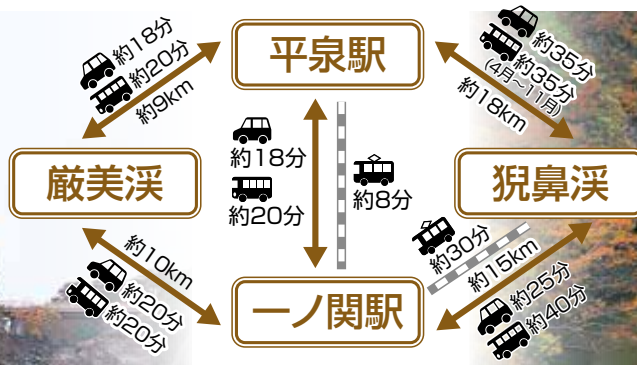 平泉駅
約18分
約20分
約9km
約35分
約35分
(4月〜11月)
約18km
約18分
約20分
約8分
厳美渓
猊鼻渓
約10km
約20分
約20分
約30分
約15km
約25分
約40分
一ノ関駅